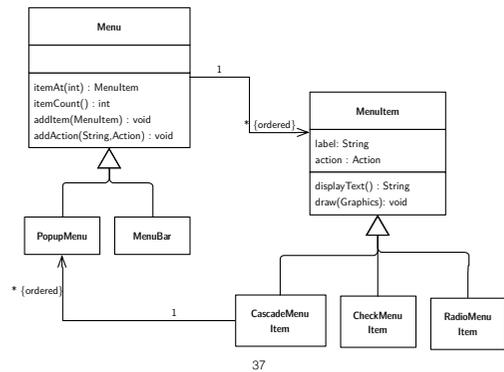 Menu
itemAt(int) : MenuItem
itemCount() : int
addItem(MenuItem) : void
addAction(String,Action) : void
1
* {ordered}
MenuItem
label: String
action : Action
displayText() : String
draw(Graphics): void
PopupMenu
MenuBar
* {ordered}
1
CascadeMenu
Item
CheckMenu
Item
RadioMenu
Item
37